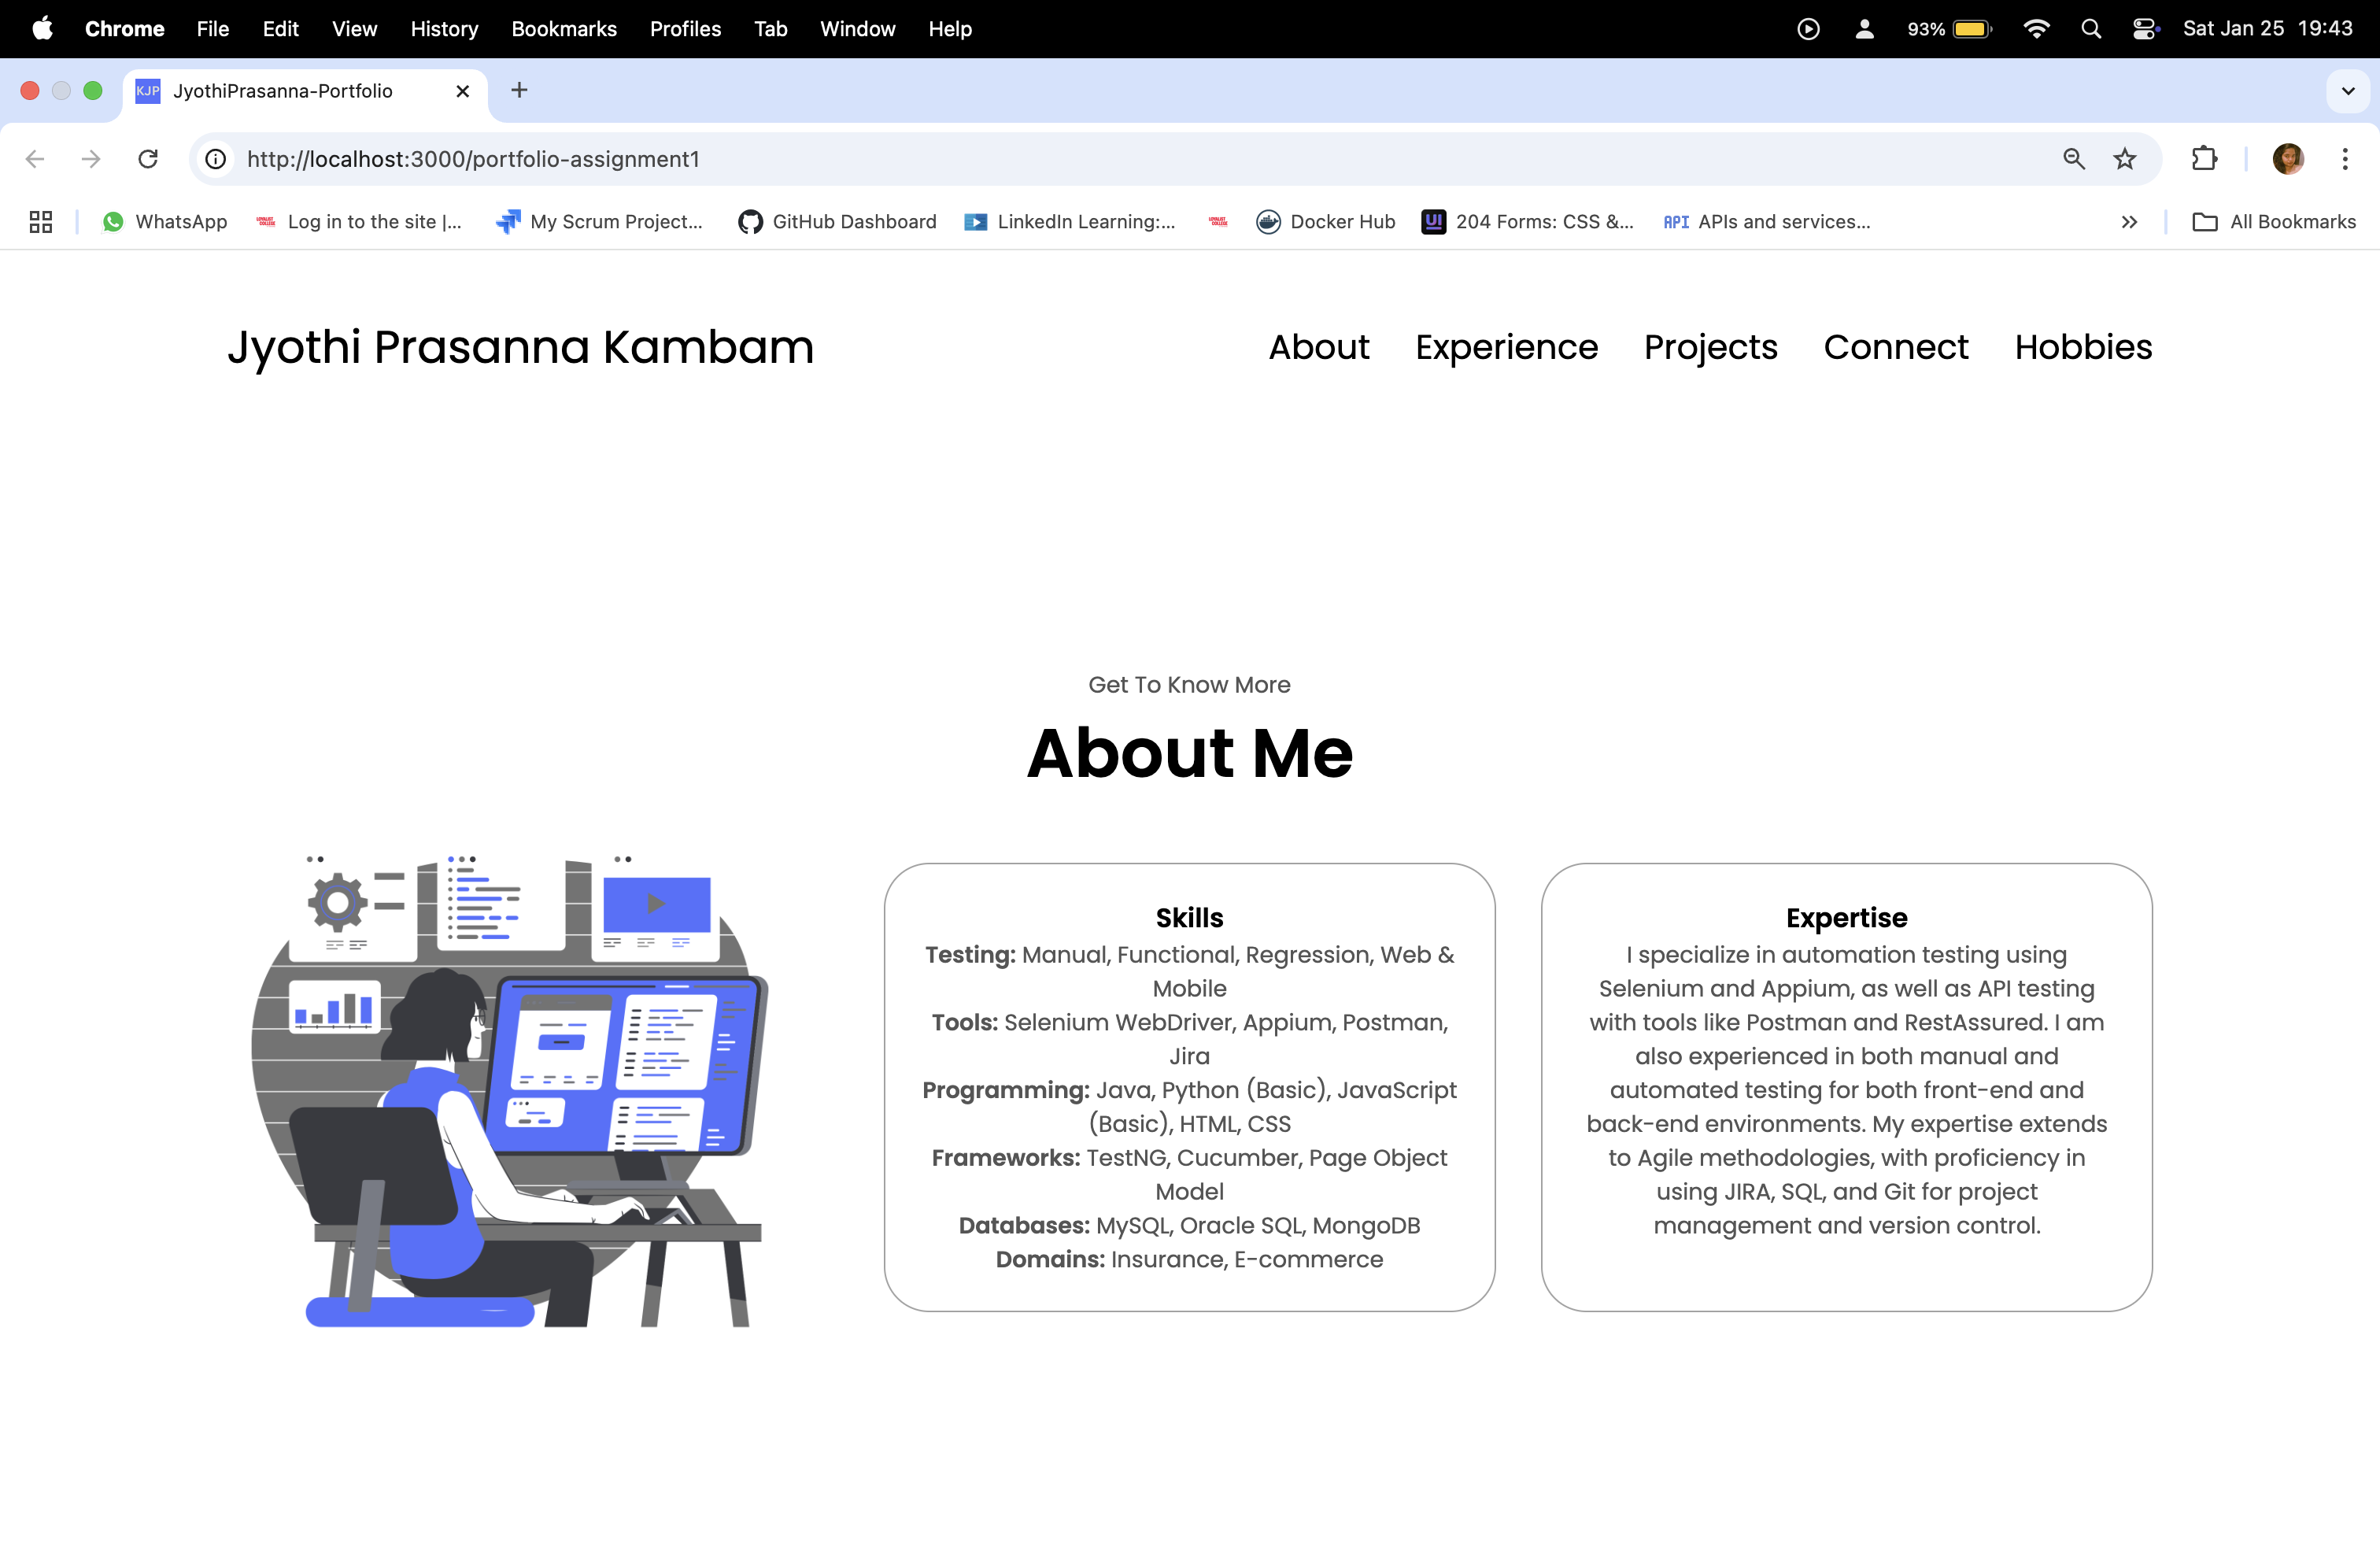 Chrome File Edit View History Bookmarks Profiles Tab Window Help 93% Sat Jan 25 19:43
KJP JyothiPrasanna-Portfolio
http://localhost:3000/portfolio-assignment1
WhatsApp LOYALIST COLLEGE Log in to the site |... My Scrum Project... GitHub Dashboard LinkedIn Learning:... LOYALIST COLLEGE Docker Hub UI 204 Forms: CSS &... API APIs and services... All Bookmarks
Jyothi Prasanna Kambam About Experience Projects Connect Hobbies
Get To Know More
About Me
Skills
Testing: Manual, Functional, Regression, Web &
Mobile
Tools: Selenium WebDriver, Appium, Postman,
Jira
Programming: Java, Python (Basic), JavaScript
(Basic), HTML, CSS
Frameworks: TestNG, Cucumber, Page Object
Model
Databases: MySQL, Oracle SQL, MongoDB
Domains: Insurance, E-commerce
Expertise
I specialize in automation testing using
Selenium and Appium, as well as API testing
with tools like Postman and RestAssured. I am
also experienced in both manual and
automated testing for both front-end and
back-end environments. My expertise extends
to Agile methodologies, with proficiency in
using JIRA, SQL, and Git for project
management and version control.